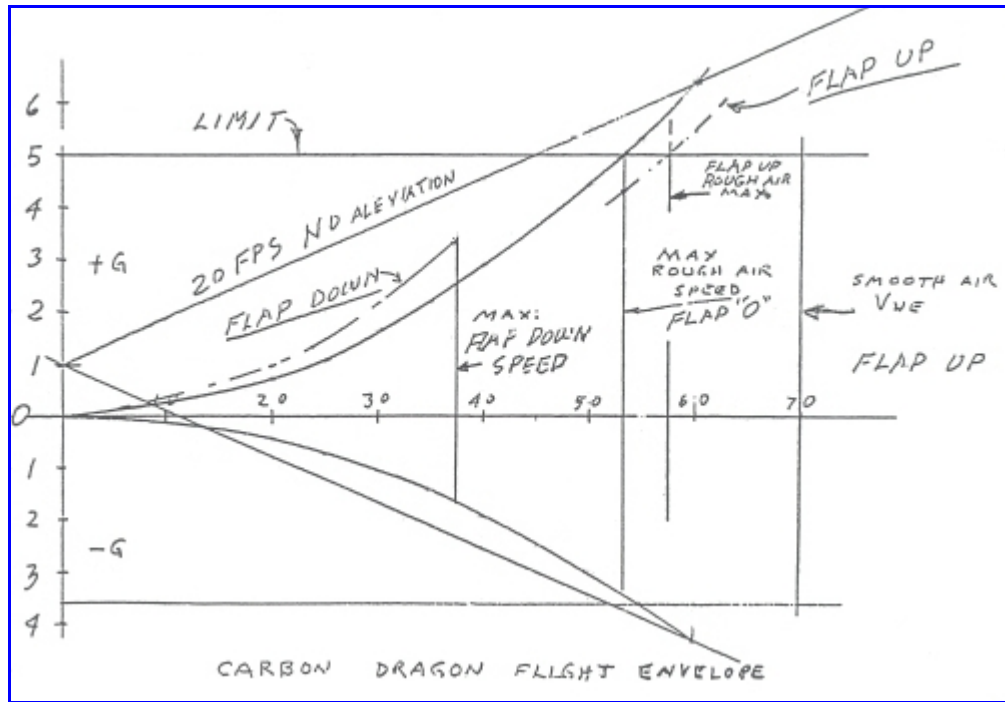 6
5
4
3
2
1
0
1
2
3
4
+G
-G
LIMIT
20 FPS NO ALEVIATION
FLAP DOWN
FLAP UP
FLAP UP
ROUGH AIR
MAX
MAX:
FLAP DOWN
SPEED
MAX
ROUGH AIR
SPEED
FLAP "O"
SMOOTH AIR
VNE
FLAP UP
20
30
40
50
60
70
CARBON DRAGON FLIGHT ENVELOPE